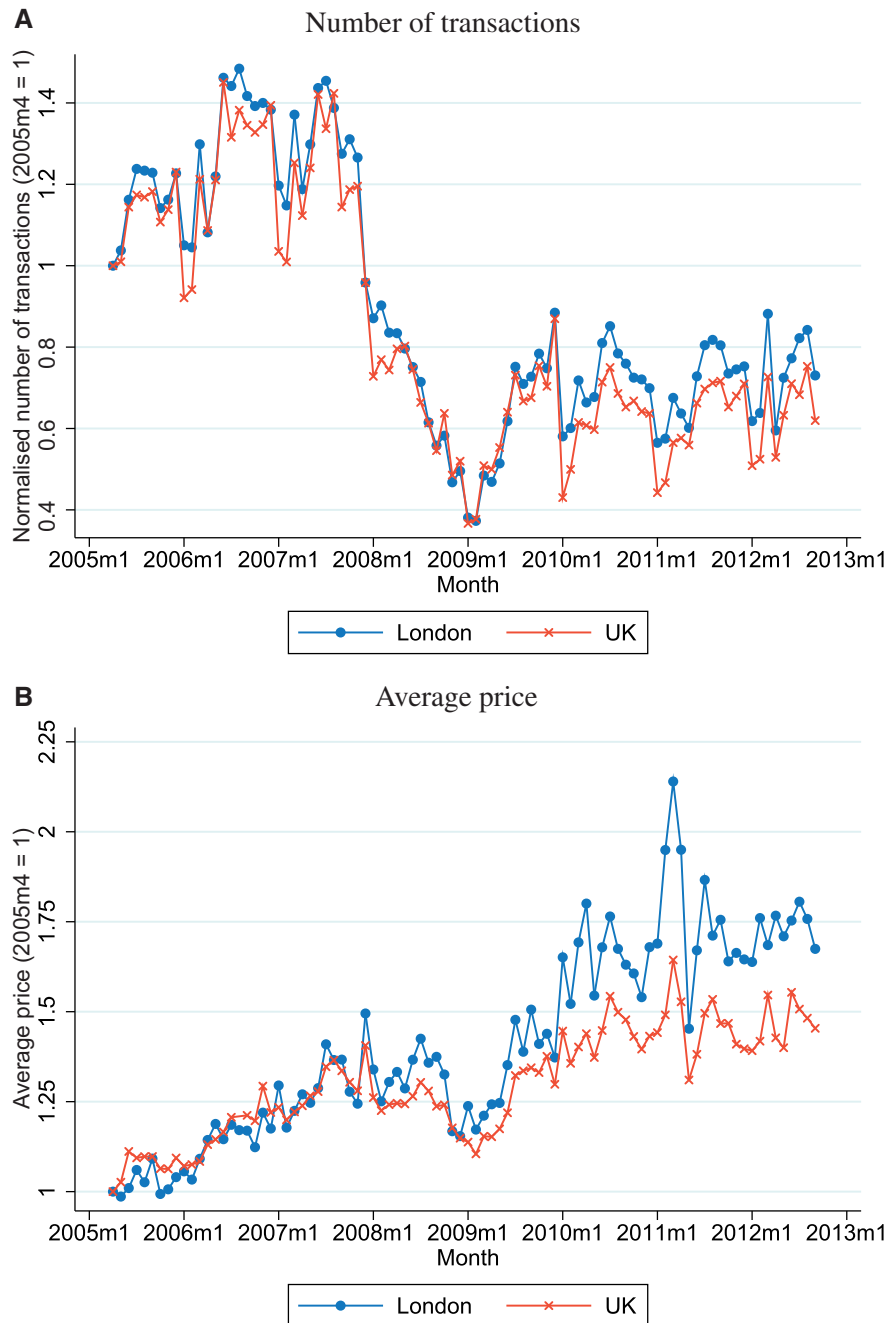 A
Number of transactions
Normalised number of transactions (2005m4 = 1)
1.4
1.2
1
0.8
0.6
0.4
2005m1 2006m1 2007m1 2008m1 2009m1 2010m1 2011m1 2012m1 2013m1
Month
London UK
B
Average price
Average price (2005m4 = 1)
2.25
2
1.75
1.5
1.25
1
2005m1 2006m1 2007m1 2008m1 2009m1 2010m1 2011m1 2012m1 2013m1
Month
London UK